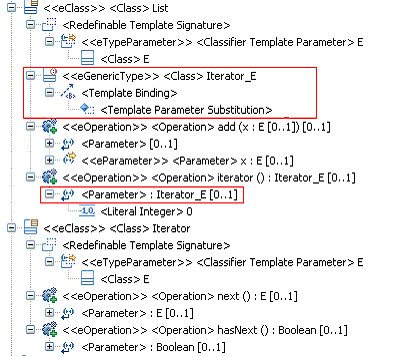 <<eClass>> <Class> List
<Redefinable Template Signature>
<<eTypeParameter>> <Classifier Template Parameter> E
<Class> E
<<eGenericType>> <Class> Iterator_E
<Template Binding>
<Template Parameter Substitution>
<<eOperation>> <Operation> add (x : E [0..1]) [0..1]
<Parameter> [0..1]
<<eParameter>> <Parameter> x : E [0..1]
<<eOperation>> <Operation> iterator () : Iterator_E [0..1]
<Parameter> : Iterator_E [0..1]
<Literal Integer> 0
<<eClass>> <Class> Iterator
<Redefinable Template Signature>
<<eTypeParameter>> <Classifier Template Parameter> E
<Class> E
<<eOperation>> <Operation> next () : E [0..1]
<Parameter> : E [0..1]
<<eOperation>> <Operation> hasNext () : Boolean [0..1]
<Parameter> : Boolean [0..1]